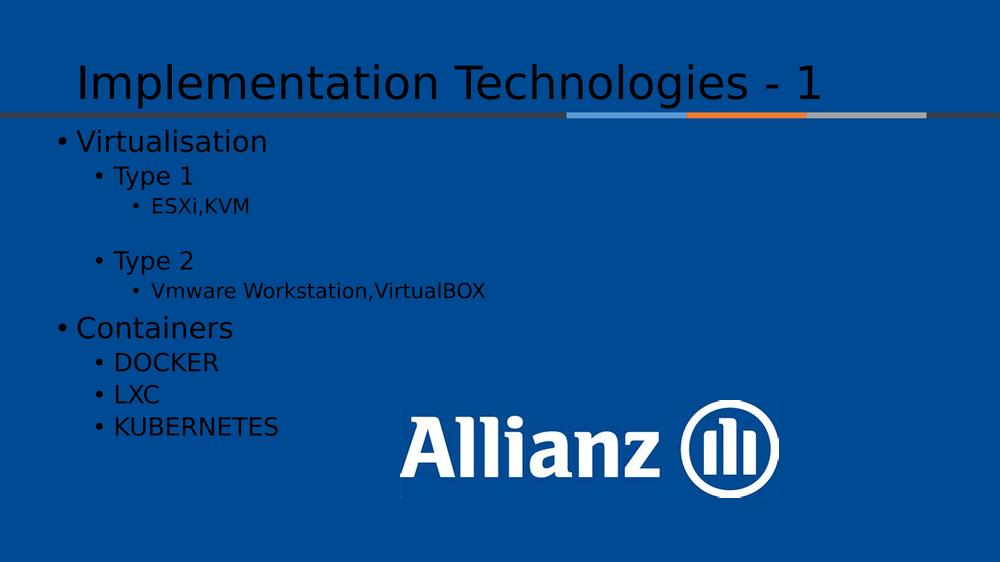 Implementation Technologies - 1
• Virtualisation
• Type 1
• ESXi,KVM
• Type 2
• Vmware Workstation,VirtualBOX
• Containers
• DOCKER
• LXC
• KUBERNETES
Allianz